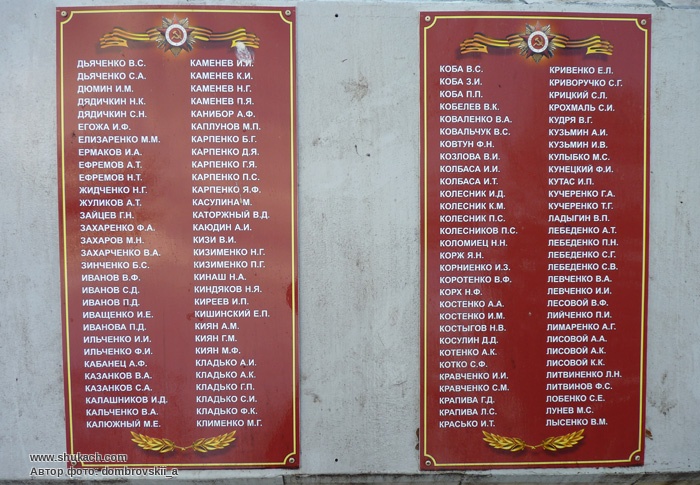 ДЬЯЧЕНКО В.С.
ДЬЯЧЕНКО С.А.
ДЮМИН И.М.
ДЯДИЧКИН Н.К.
ДЯДИЧКИН С.Н.
ЕГОЖА И.Ф.
ЕЛИЗАРЕНКО М.М.
ЕРМАКОВ И.А.
ЕФРЕМОВ А.Т.
ЕФРЕМОВ Н.Т.
ЖИДЧЕНКО Н.Г.
ЖУЛИКОВ А.Т.
ЗАЙЦЕВ Г.Н.
ЗАХАРЕНКО Ф.А.
ЗАХАРОВ М.Н.
ЗАХАРЧЕНКО В.А.
ЗИНЧЕНКО Б.С.
ИВАНОВ В.Ф.
ИВАНОВ С.Д.
ИВАНОВ П.Д.
ИВАЩЕНКО И.Е.
ИВАНОВА П.Д.
ИЛЬЧЕНКО И.И.
ИЛЬЧЕНКО Ф.И.
КАБАНЕЦ А.Ф.
КАЗАНКОВ В.А.
КАЗАНКОВ С.А.
КАЛАШНИКОВ И.Д.
КАЛЬЧЕНКО В.А.
КАЛЮЖНЫЙ М.Е.
КАМЕНЕВ И.И.
КАМЕНЕВ К.И.
КАМЕНЕВ Н.Г.
КАМЕНЕВ П.Я.
КАНИБОР А.Ф.
КАПЛУНОВ М.П.
КАРПЕНКО Б.Г.
КАРПЕНКО Д.Я.
КАРПЕНКО Г.Я.
КАРПЕНКО П.С.
КАРПЕНКО Я.Ф.
КАСУЛИНА М.
КАТОРЖНЫЙ В.Д.
КАЮДИН А.И.
КИЗИ В.И.
КИЗИМЕНКО Н.Г.
КИЗИМЕНКО П.Г.
КИНАШ Н.А.
КИНДЯКОВ Н.Я.
КИРЕЕВ И.П.
КИШИНСКИЙ Е.П.
КИЯН А.М.
КИЯН Г.М.
КИЯН М.Ф.
КЛАДЬКО А.И.
КЛАДЬКО А.К.
КЛАДЬКО Г.П.
КЛАДЬКО С.И.
КЛАДЬКО Ф.К.
КЛИМЕНКО М.Г.
КОБА В.С.
КОБА З.И.
КОБА П.П.
КОБЕЛЕВ В.К.
КОВАЛЕНКО В.А.
КОВАЛЬЧУК В.С.
КОВТУН Ф.Н.
КОЗЛОВА В.И.
КОЛБАСА И.И.
КОЛБАСА И.Т.
КОЛЕСНИК И.Д.
КОЛЕСНИК К.М.
КОЛЕСНИК П.С.
КОЛЕСНИКОВ П.С.
КОЛОМИЕЦ Н.Н.
КОРЖ Я.Н.
КОРНИЕНКО И.З.
КОРОТЕНКО В.Ф.
КОРХ Н.Ф.
КОСТЕНКО А.А.
КОСТЕНКО И.М.
КОСТЫГОВ Н.В.
КОСУЛИН Д.Д.
КОТЕНКО А.К.
КОТКО С.Ф.
КРАВЧЕНКО И.И.
КРАВЧЕНКО С.М.
КРАПИВА Г.Д.
КРАПИВА Л.С.
КРАСЬКО И.Т.
КРИВЕНКО Е.Л.
КРИВОРУЧКО С.Г.
КРИЦКИЙ С.Л.
КРОХМАЛЬ С.И.
КУДРЯ В.Г.
КУЗЬМИН А.И.
КУЗЬМИН И.В.
КУЛЫБКО М.С.
КУНЕЦКИЙ Ф.И.
КУТАС И.П.
КУЧЕРЕНКО Г.А.
КУЧЕРЕНКО Т.Г.
ЛАДЫГИН В.П.
ЛЕБЕДЕНКО А.Т.
ЛЕБЕДЕНКО П.Н.
ЛЕБЕДЕНКО С.Г.
ЛЕБЕДЕНКО С.В.
ЛЕВЧЕНКО В.А.
ЛЕВЧЕНКО И.И.
ЛЕСОВОЙ В.Ф.
ЛИЙЧЕНКО П.И.
ЛИМАРЕНКО А.Г.
ЛИСОВОЙ А.А.
ЛИСОВОЙ А.К.
ЛИСОВОЙ К.К.
ЛИТВИНЕНКО Л.Н.
ЛИТВИНОВ Ф.С.
ЛОБЕНКО С.Е.
ЛУНЕВ М.С.
ЛЫСЕНКО В.М.
www.shukach.com
Автор фото: dombrovskii_a